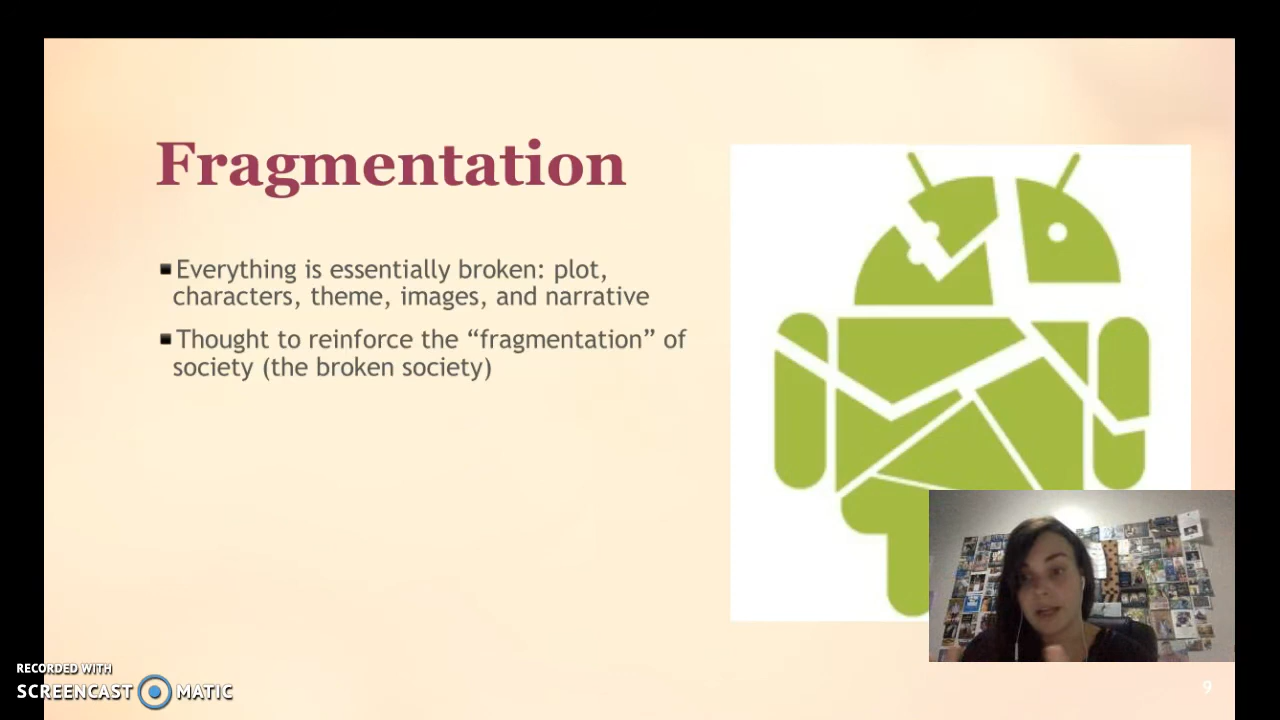 Fragmentation
Everything is essentially broken: plot,
characters, theme, images, and narrative
Thought to reinforce the “fragmentation” of
society (the broken society)
RECORDED WITH
SCREENCAST MATIC
9